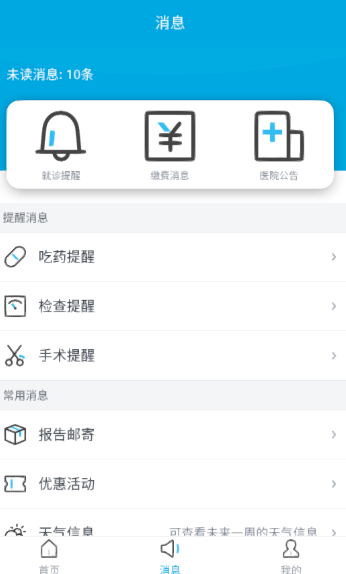 消息
未读消息: 10条
就诊提醒 缴费消息 医院公告
提醒消息
吃药提醒
检查提醒
手术提醒
常用消息
报告邮寄
优惠活动
天气信息 可查看未来一周的天气信息
首页 消息 我的